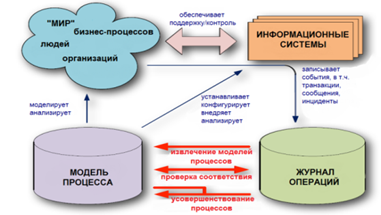 "МИР"
бизнес-процессов
людей
организаций
обеспечивает
поддержку/контроль
ИНФОРМАЦИОННЫЕ
СИСТЕМЫ
моделирует
анализирует
устанавливает
конфигурирует
внедряет
анализирует
записывает
события, в т.ч.
транзакции,
сообщения,
инциденты
МОДЕЛЬ
ПРОЦЕССА
извлечение моделей
процессов
проверка соответствия
усовершенствование
процессов
ЖУРНАЛ
ОПЕРАЦИЙ